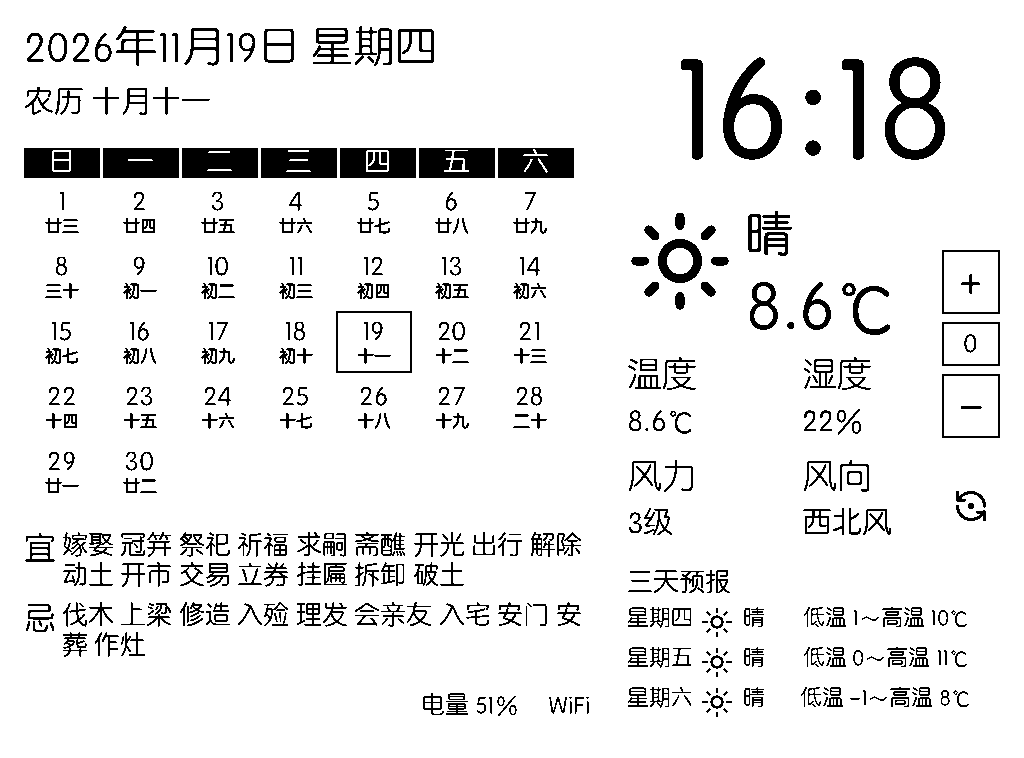 2026年11月19日 星期四
农历 十月十一
日 一 二 三 四 五 六
1 2 3 4 5 6 7
廿三 廿四 廿五 廿六 廿七 廿八 廿九
8 9 10 11 12 13 14
三十 初一 初二 初三 初四 初五 初六
15 16 17 18 19 20 21
初七 初八 初九 初十 十一 十二 十三
22 23 24 25 26 27 28
十四 十五 十六 十七 十八 十九 二十
29 30
廿一 廿二
宜 嫁娶 冠笄 祭祀 祈福 求嗣 斋醮 开光 出行 解除
动土 开市 交易 立券 挂匾 拆卸 破土
忌 伐木 上梁 修造 入殓 理发 会亲友 入宅 安门 安
葬 作灶
电量 51% WiFi
16:18
晴
8.6℃
+
0
−
温度 湿度
8.6℃ 22%
风力 风向
3级 西北风
三天预报
星期四 晴 低温 1~高温 10℃
星期五 晴 低温 0~高温 11℃
星期六 晴 低温 -1~高温 8℃